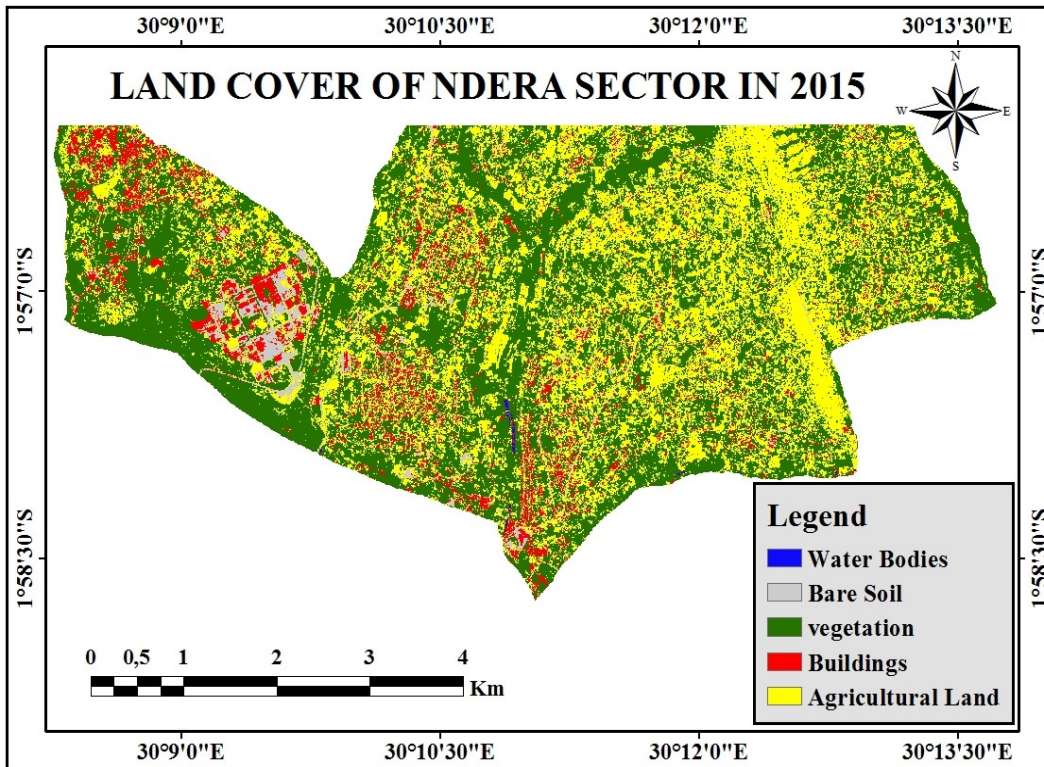 30°9'0"E 30°10'30"E 30°12'0"E 30°13'30"E
LAND COVER OF NDERA SECTOR IN 2015
N
W E
S
1°57'0"S 1°57'0"S
1°58'30"S 1°58'30"S
Legend
Water Bodies
Bare Soil
vegetation
Buildings
Agricultural Land
0 0,5 1 2 3 4
Km
30°9'0"E 30°10'30"E 30°12'0"E 30°13'30"E